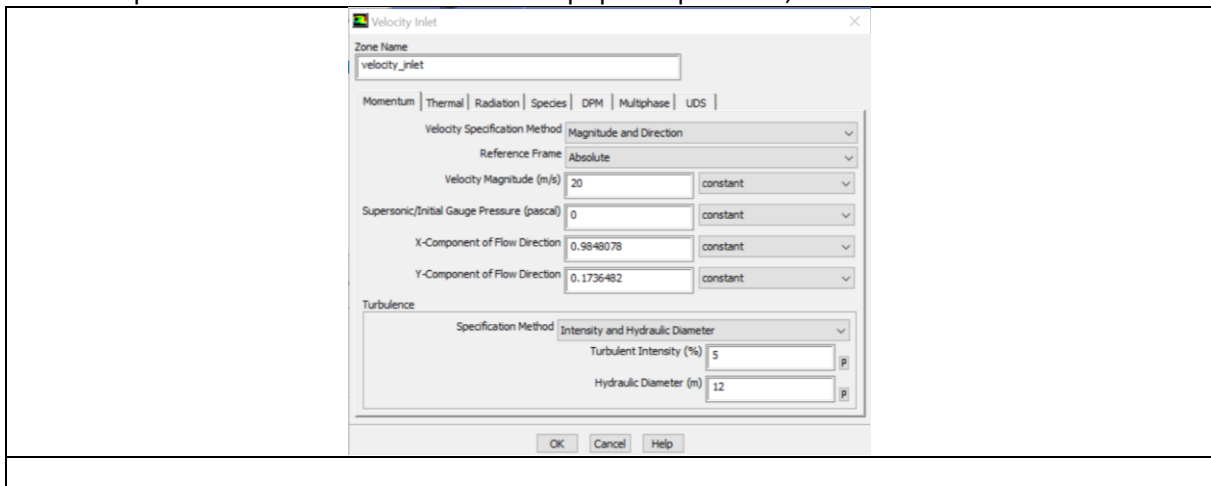 Velocity Inlet
Zone Name
velocity_inlet
Momentum Thermal Radiation Species DPM Multiphase UDS
Velocity Specification Method Magnitude and Direction
Reference Frame Absolute
Velocity Magnitude (m/s) 20 constant
Supersonic/Initial Gauge Pressure (pascal) 0 constant
X-Component of Flow Direction 0.9848078 constant
Y-Component of Flow Direction 0.1736482 constant
Turbulence
Specification Method Intensity and Hydraulic Diameter
Turbulent Intensity (%) 5 P
Hydraulic Diameter (m) 12 P
OK Cancel Help